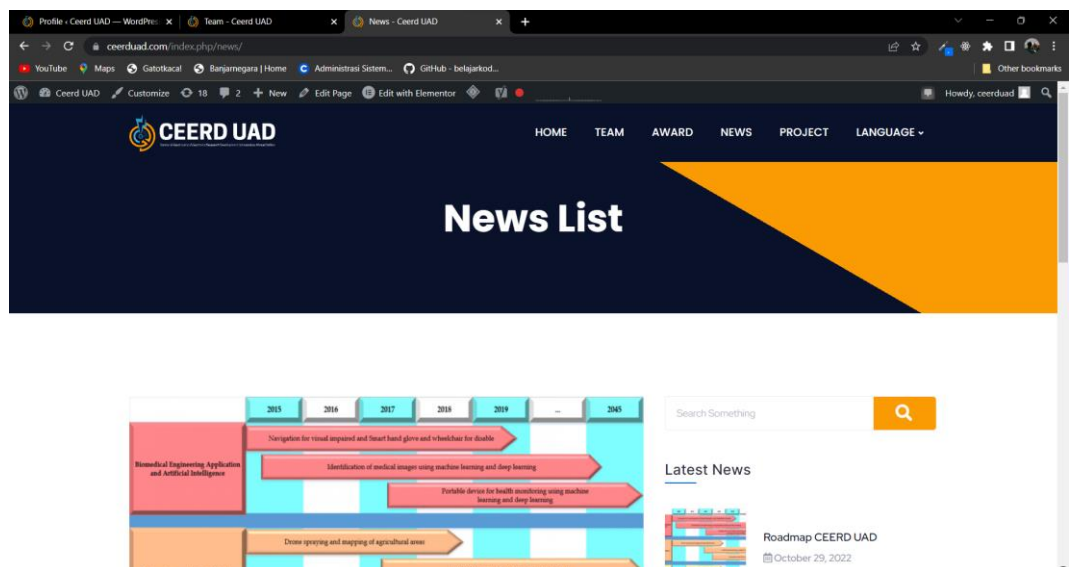 Profile ‹ Ceerd UAD — WordPres
Team - Ceerd UAD
News - Ceerd UAD
ceerduad.com/index.php/news/
YouTube Maps Gatotkaca! Banjarnegara | Home Administrasi Sistem... GitHub - belajarkod... Other bookmarks
Ceerd UAD Customize 18 2 New Edit Page Edit with Elementor Howdy, ceerduad
CEERD UAD
HOME TEAM AWARD NEWS PROJECT LANGUAGE
News List
2015 2016 2017 2018 2019 ... 2045
Navigation for visual impaired and Smart hand glove and wheelchair for disable
Biomedical Engineering Application
and Artificial Intelligence
Identification of medical images using machine learning and deep learning
Portable device for health monitoring using machine
learning and deep learning
Drone spraying and mapping of agricultural areas
Search Something
Latest News
Roadmap CEERD UAD
October 29, 2022